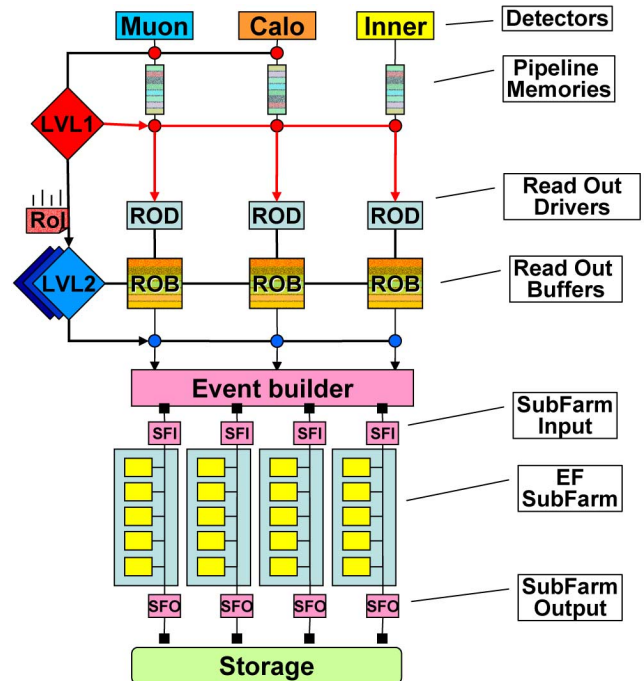 Muon Calo Inner Detectors
Pipeline
Memories
LVL1
RoI
ROD ROD ROD Read Out
Drivers
LVL2 ROB ROB ROB Read Out
Buffers
Event builder
SubFarm
Input
SFI SFI SFI SFI
EF
SubFarm
SFO SFO SFO SFO SubFarm
Output
Storage